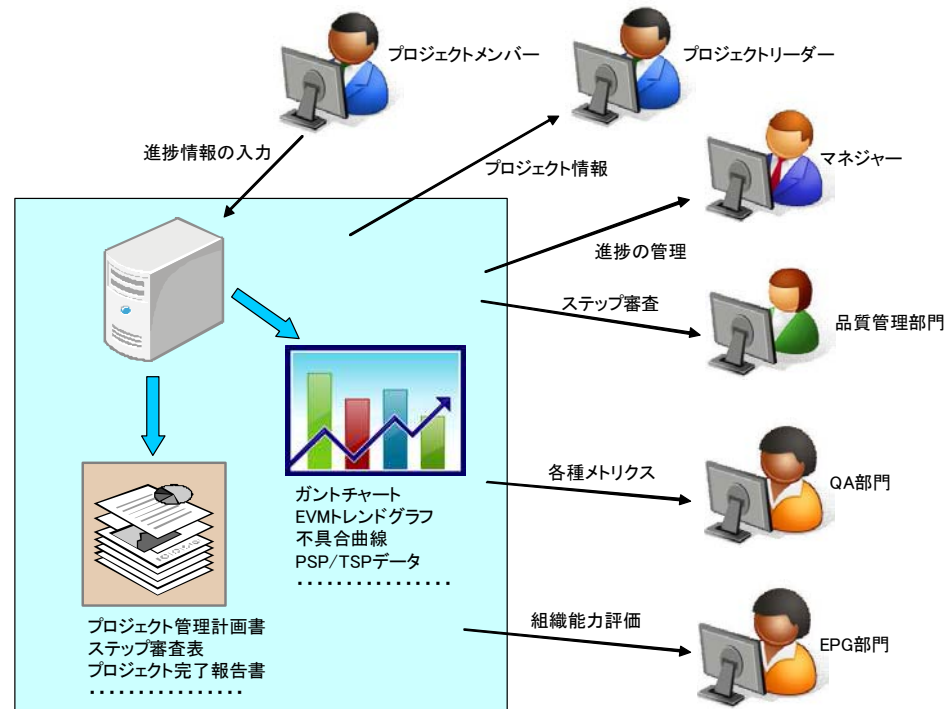 プロジェクトメンバー
プロジェクトリーダー
進捗情報の入力
プロジェクト情報
マネジャー
進捗の管理
ステップ審査
品質管理部門
各種メトリクス
QA部門
ガントチャート
EVMトレンドグラフ
不具合曲線
PSP/TSPデータ
・・・・・・・・・・・・・・・・
組織能力評価
EPG部門
プロジェクト管理計画書
ステップ審査表
プロジェクト完了報告書
・・・・・・・・・・・・・・・・